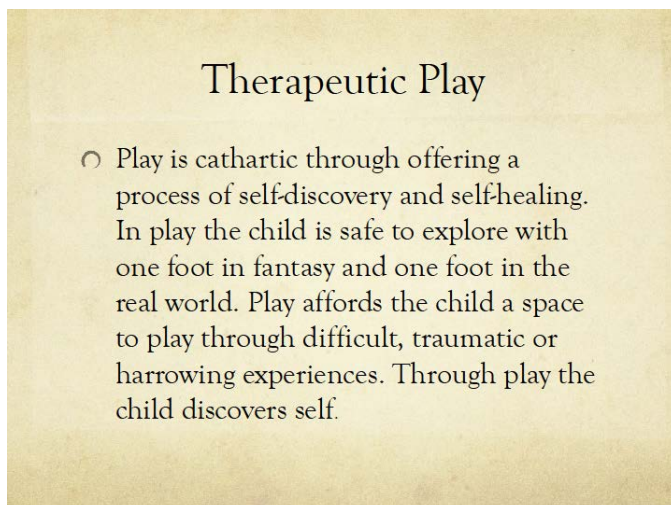 Therapeutic Play
Play is cathartic through offering a
process of self-discovery and self-healing.
In play the child is safe to explore with
one foot in fantasy and one foot in the
real world. Play affords the child a space
to play through difficult, traumatic or
harrowing experiences. Through play the
child discovers self.